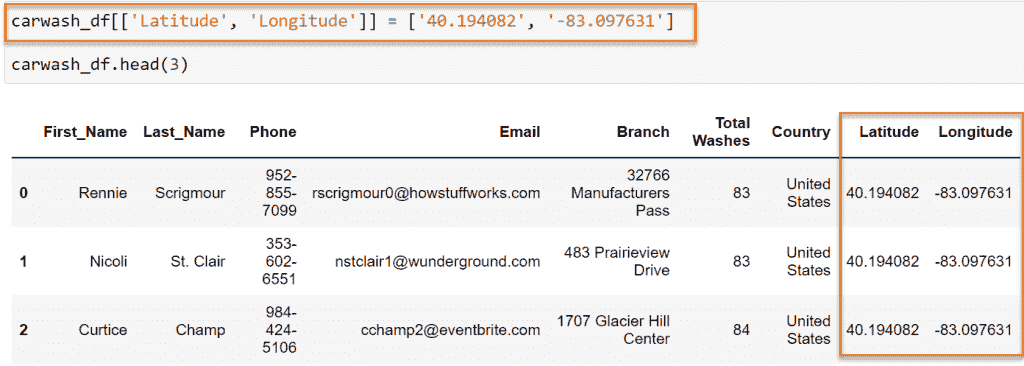 carwash_df[['Latitude', 'Longitude']] = ['40.194082', '-83.097631']
carwash_df.head(3)
First_Name Last_Name Phone Email Branch Total Washes Country Latitude Longitude
0 Rennie Scrigmour 952-855-7099 rscrigmour0@howstuffworks.com 32766 Manufacturers Pass 83 United States 40.194082 -83.097631
1 Nicoli St. Clair 353-602-6551 nstclair1@wunderground.com 483 Prairieview Drive 83 United States 40.194082 -83.097631
2 Curtice Champ 984-424-5106 cchamp2@eventbrite.com 1707 Glacier Hill Center 84 United States 40.194082 -83.097631